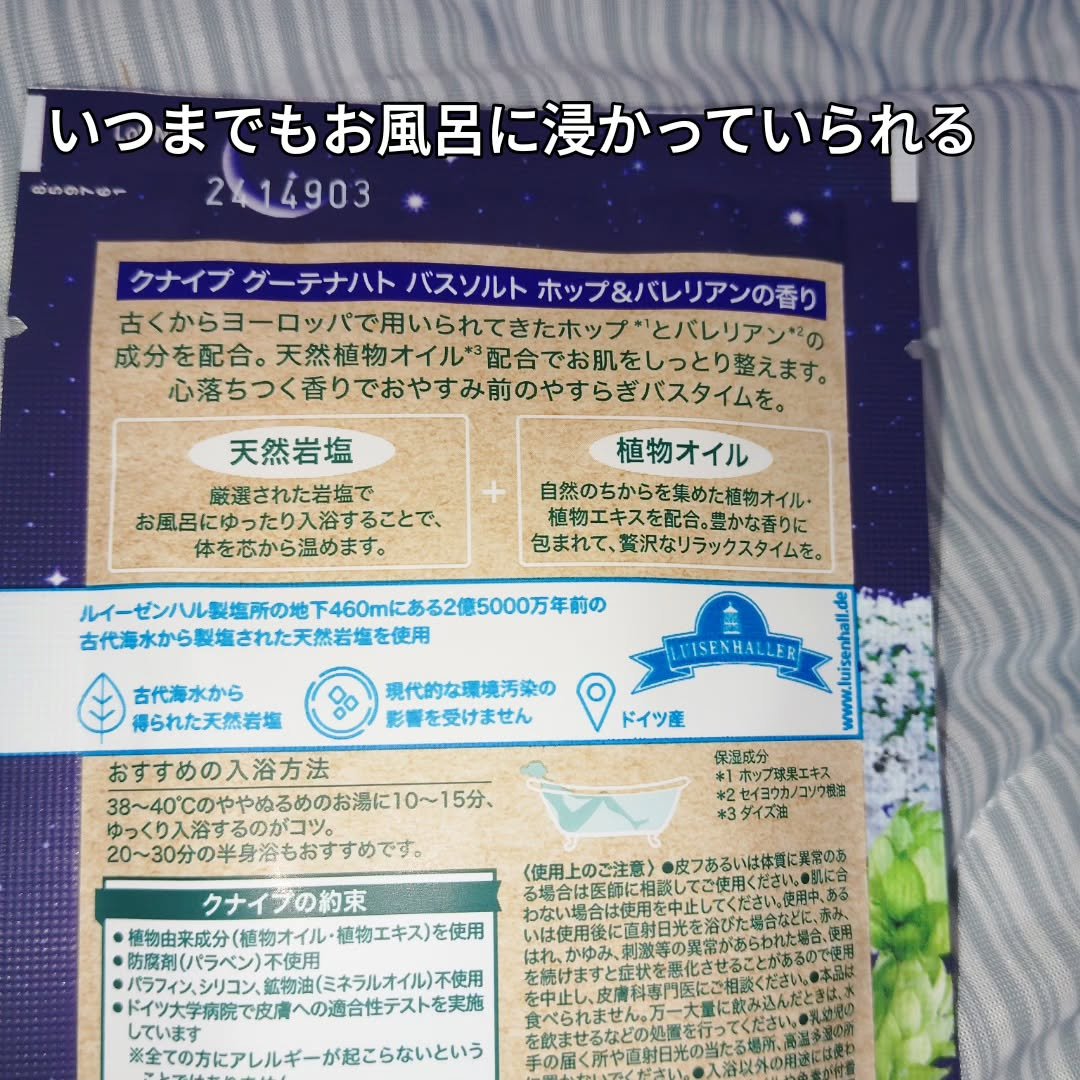 いつまでもお風呂に浸かっていられる
2414903
クナイプ グーテナハト バスソルト ホップ&バレリアンの香り
古くからヨーロッパで用いられてきたホップ*1とバレリアン*2の
成分を配合。天然植物オイル*3配合でお肌をしっとり整えます。
心落ちつく香りでおやすみ前のやすらぎバスタイムを。
天然岩塩
厳選された岩塩で
お風呂にゆったり入浴することで、
体を芯から温めます。
+
植物オイル
自然のちからを集めた植物オイル・
植物エキスを配合。豊かな香りに
包まれて、贅沢なリラックスタイムを。
ルイーゼンハル製塩所の地下460mにある2億5000万年前の
古代海水から製塩された天然岩塩を使用
LUISENHALLER
www.luisenhall.de
古代海水から
得られた天然岩塩
現代的な環境汚染の
影響を受けません
ドイツ産
おすすめの入浴方法
38〜40℃のややぬるめのお湯に10〜15分、
ゆっくり入浴するのがコツ。
20〜30分の半身浴もおすすめです。
保湿成分
*1 ホップ球果エキス
*2 セイヨウカノコソウ根油
*3 ダイズ油
クナイプの約束
●植物由来成分(植物オイル・植物エキス)を使用
●防腐剤(パラベン)不使用
●パラフィン、シリコン、鉱物油(ミネラルオイル)不使用
●ドイツ大学病院で皮膚への適合性テストを実施
しています
※全ての方にアレルギーが起こらないという
ことではありません
〈使用上のご注意〉●皮フあるいは体質に異常のあ
る場合は医師に相談してご使用ください。●肌に合
わない場合は使用を中止してください。使用中、ある
いは使用後に直射日光を浴びた場合などに、赤み、
はれ、かゆみ、刺激等の異常があらわれた場合、使用
を続けますと症状を悪化させることがあるので使用
を中止し、皮膚科専門医にご相談ください。●本品は
食べられません。万一大量に飲み込んだときは、水
を飲ませるなどの処置を行ってください。●乳幼児の
手の届く所や直射日光の当たる場所、高温多湿の所
に置かないでください。●入浴以外の用途には使わ